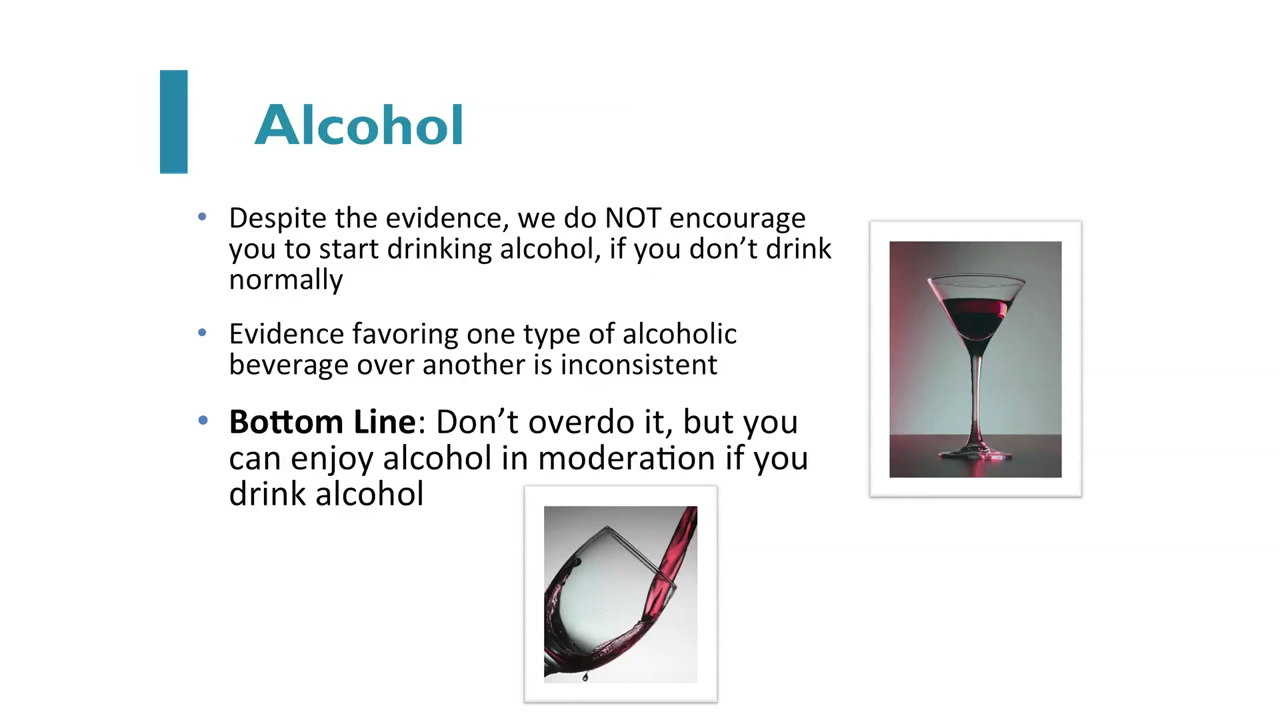 Alcohol
• Despite the evidence, we do NOT encourage
you to start drinking alcohol, if you don’t drink
normally
• Evidence favoring one type of alcoholic
beverage over another is inconsistent
• Bottom Line: Don’t overdo it, but you
can enjoy alcohol in moderation if you
drink alcohol